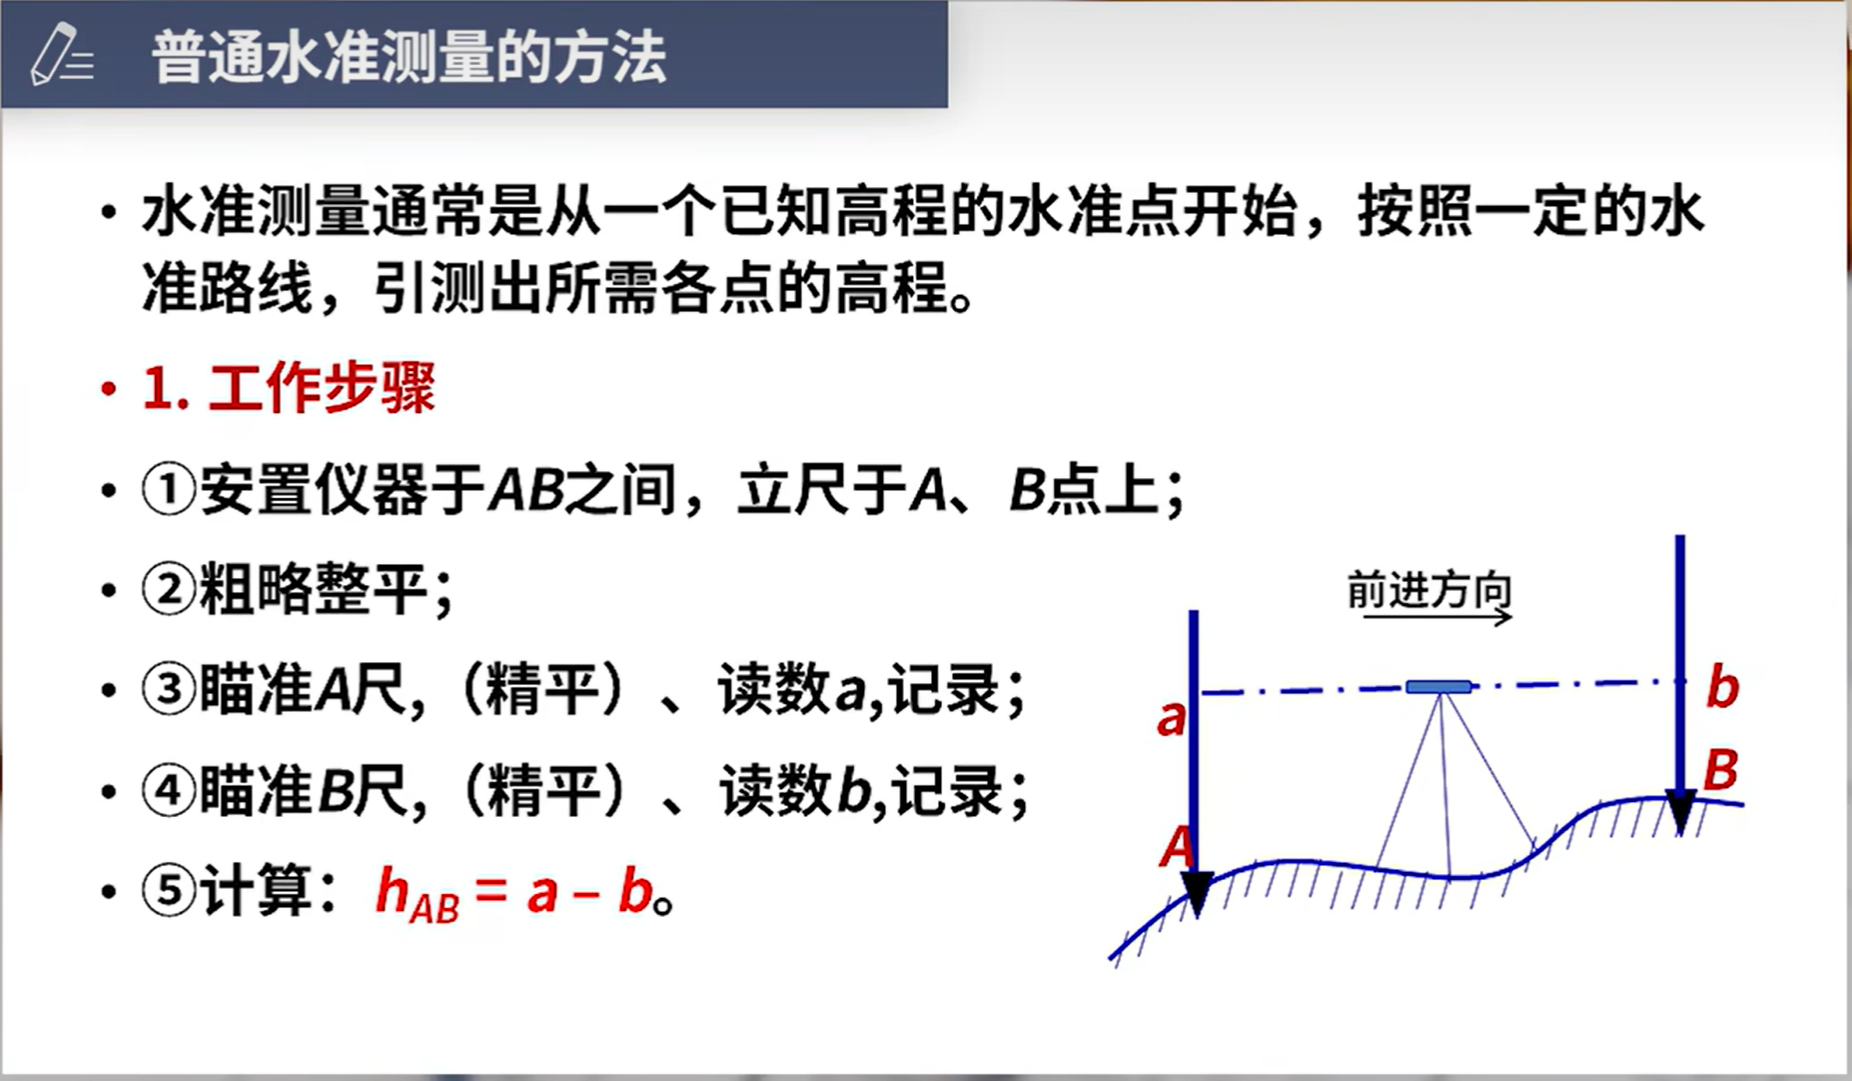 普通水准测量的方法
• 水准测量通常是从一个已知高程的水准点开始，按照一定的水
准路线，引测出所需各点的高程。
• 1. 工作步骤
• ①安置仪器于AB之间，立尺于A、B点上；
• ②粗略整平；
• ③瞄准A尺,（精平）、读数a,记录；
• ④瞄准B尺,（精平）、读数b,记录；
• ⑤计算：hAB = a – b。
前进方向
a
b
B
A